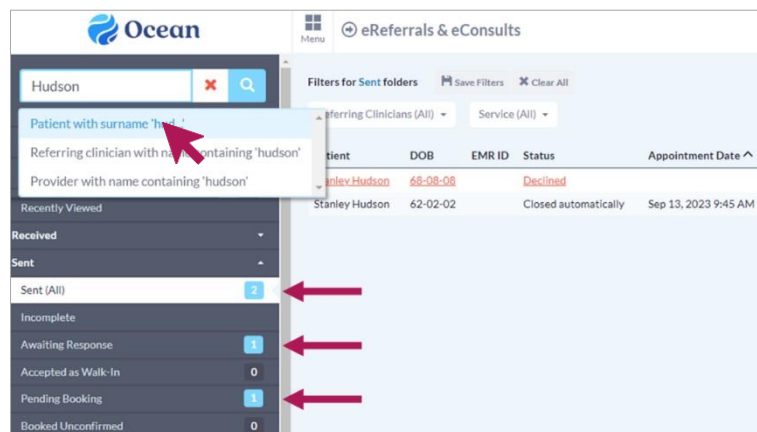 Ocean
Menu
eReferrals & eConsults
Hudson
Filters for Sent folders Save Filters Clear All
Patient with surname 'hud
Referring clinician with name containing 'hudson'
Provider with name containing 'hudson'
eferring Clinicians (All) Service (All)
tient DOB EMR ID Status Appointment Date
anley Hudson 68-08-08 Declined
Stanley Hudson 62-02-02 Closed automatically Sep 13, 2023 9:45 AM
Recently Viewed
Received
Sent
Sent (All) 2
Incomplete
Awaiting Response 1
Accepted as Walk-In 0
Pending Booking 1
Booked Unconfirmed 0